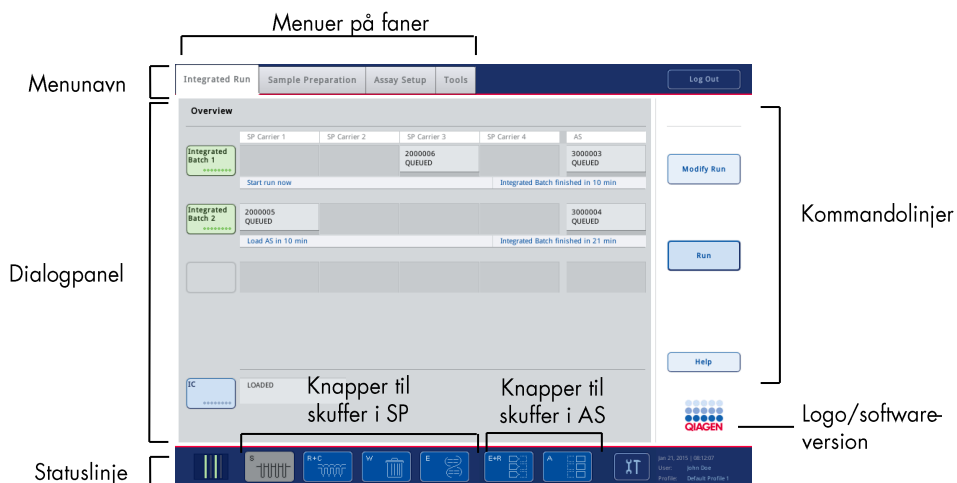 Menuer på faner
Menunavn
Integrated Run
Sample Preparation
Assay Setup
Tools
Log Out
Overview
SP Carrier 1
SP Carrier 2
SP Carrier 3
SP Carrier 4
AS
Integrated
Batch 1
2000006
QUEUED
3000003
QUEUED
Start run now
Integrated Batch finished in 10 min
Modify Run
Integrated
Batch 2
2000005
QUEUED
3000004
QUEUED
Load AS in 10 min
Integrated Batch finished in 21 min
Run
Kommandolinjer
Dialogpanel
Help
IC
LOADED
Knapper til
skuffer i SP
Knapper til
skuffer i AS
QIAGEN
Logo/software-
version
Statuslinje
S
R+C
W
E
E+R
A
Jan 21, 2015 | 08:12:07
User: John Doe
Profile: Default Profile 1